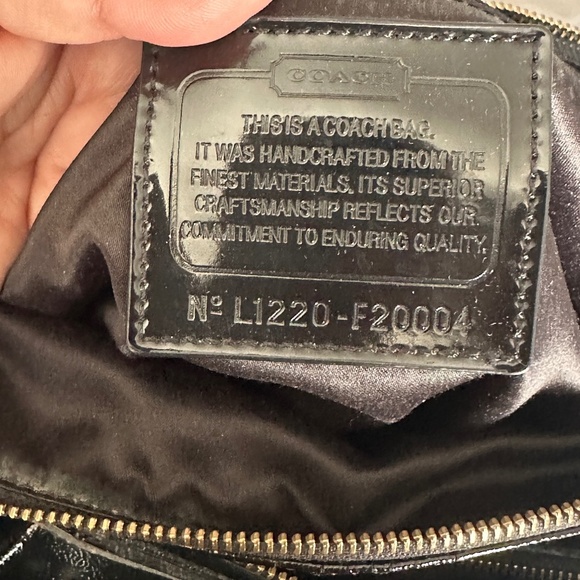 COACH
THIS IS A COACH BAG.
IT WAS HANDCRAFTED FROM THE
FINEST MATERIALS. ITS SUPERIOR
CRAFTSMANSHIP REFLECTS OUR
COMMITMENT TO ENDURING QUALITY.
Nº L1220-F20004